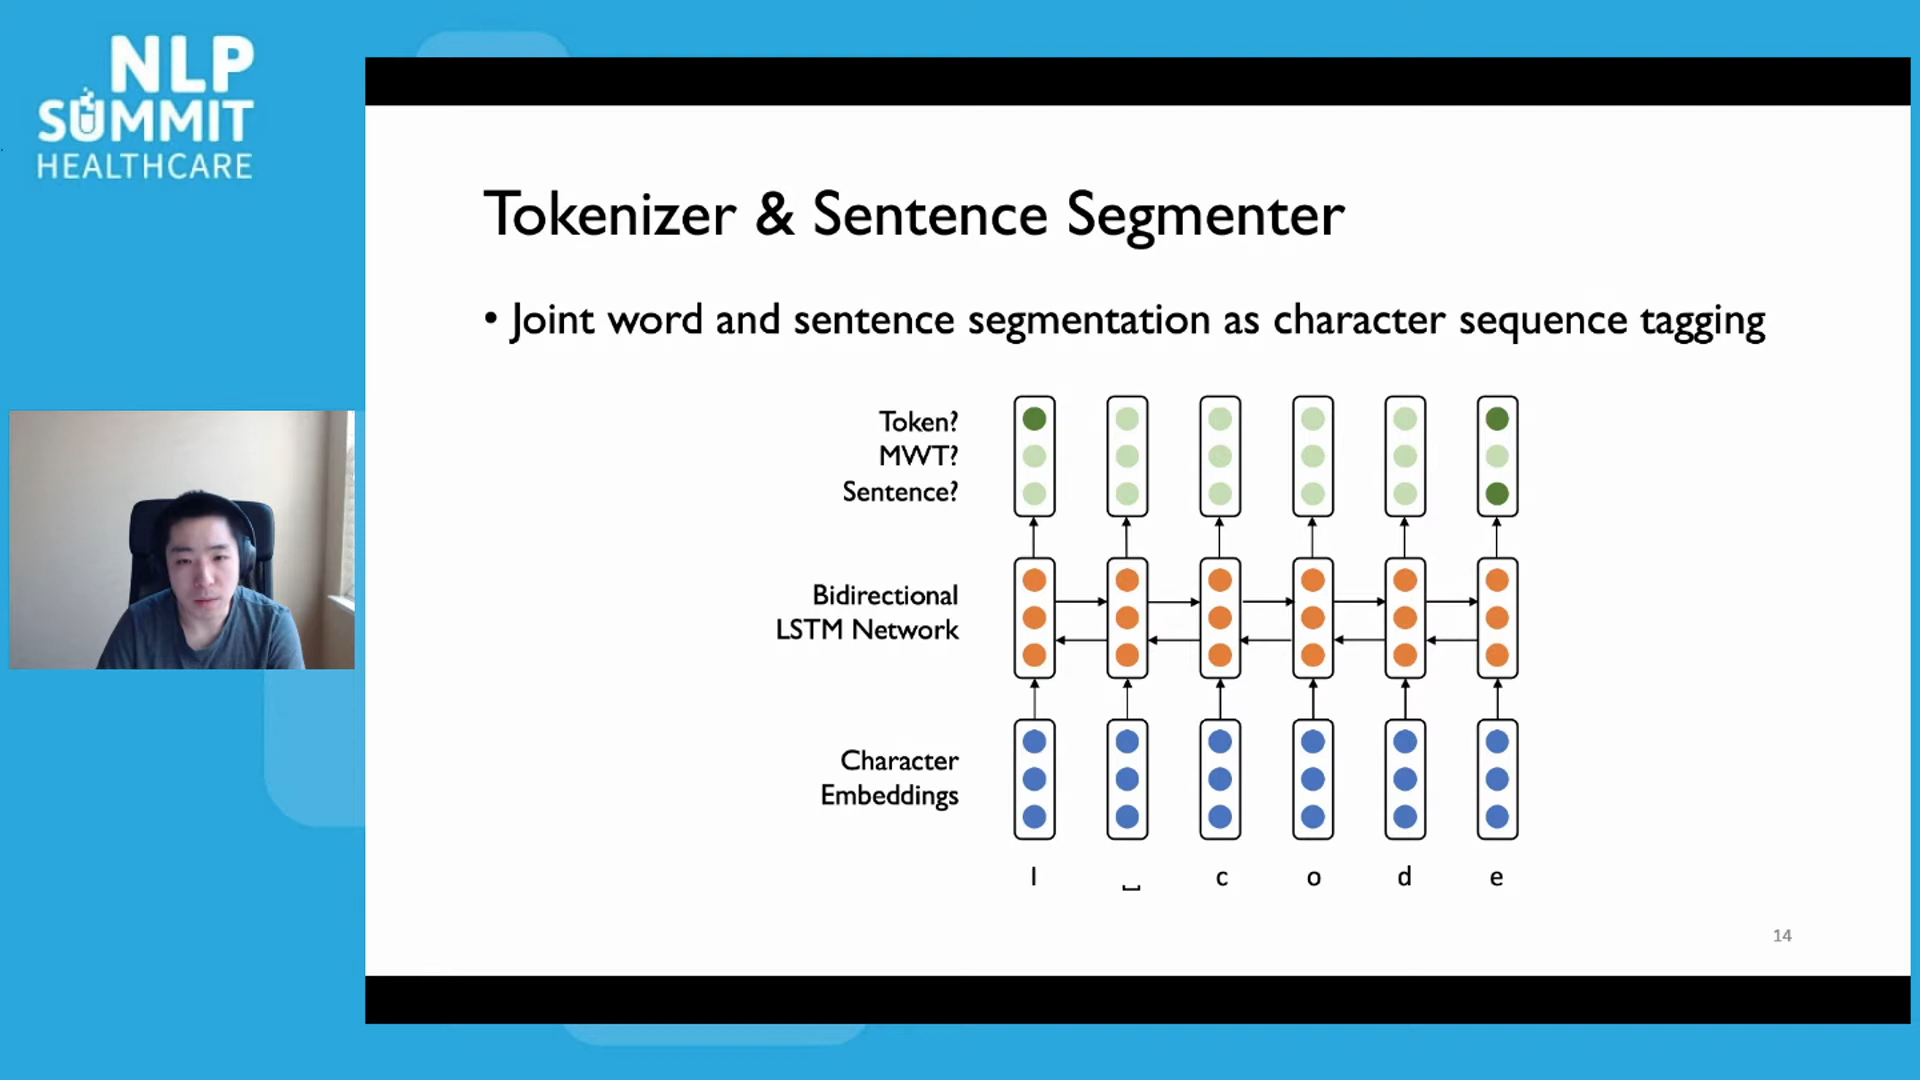 NLP
SUMMIT
HEALTHCARE
Tokenizer & Sentence Segmenter
• Joint word and sentence segmentation as character sequence tagging
Token?
MWT?
Sentence?
Bidirectional
LSTM Network
Character
Embeddings
I ␣ c o d e
14